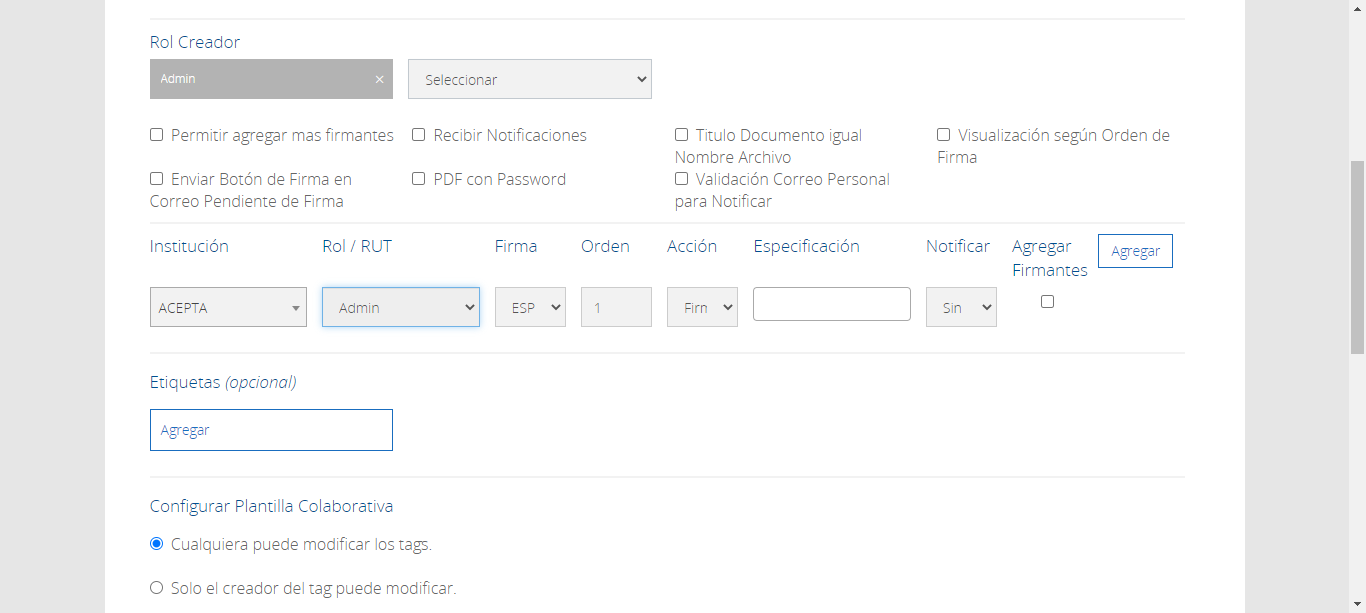 Rol Creador
Admin ×
Seleccionar
Permitir agregar mas firmantes
Recibir Notificaciones
Titulo Documento igual
Nombre Archivo
Visualización según Orden de
Firma
Enviar Botón de Firma en
Correo Pendiente de Firma
PDF con Password
Validación Correo Personal
para Notificar
Institución Rol / RUT Firma Orden Acción Especificación Notificar Agregar
Firmantes
Agregar
ACEPTA Admin ESP 1 Firn Sin
Etiquetas (opcional)
Agregar
Configurar Plantilla Colaborativa
Cualquiera puede modificar los tags.
Solo el creador del tag puede modificar.